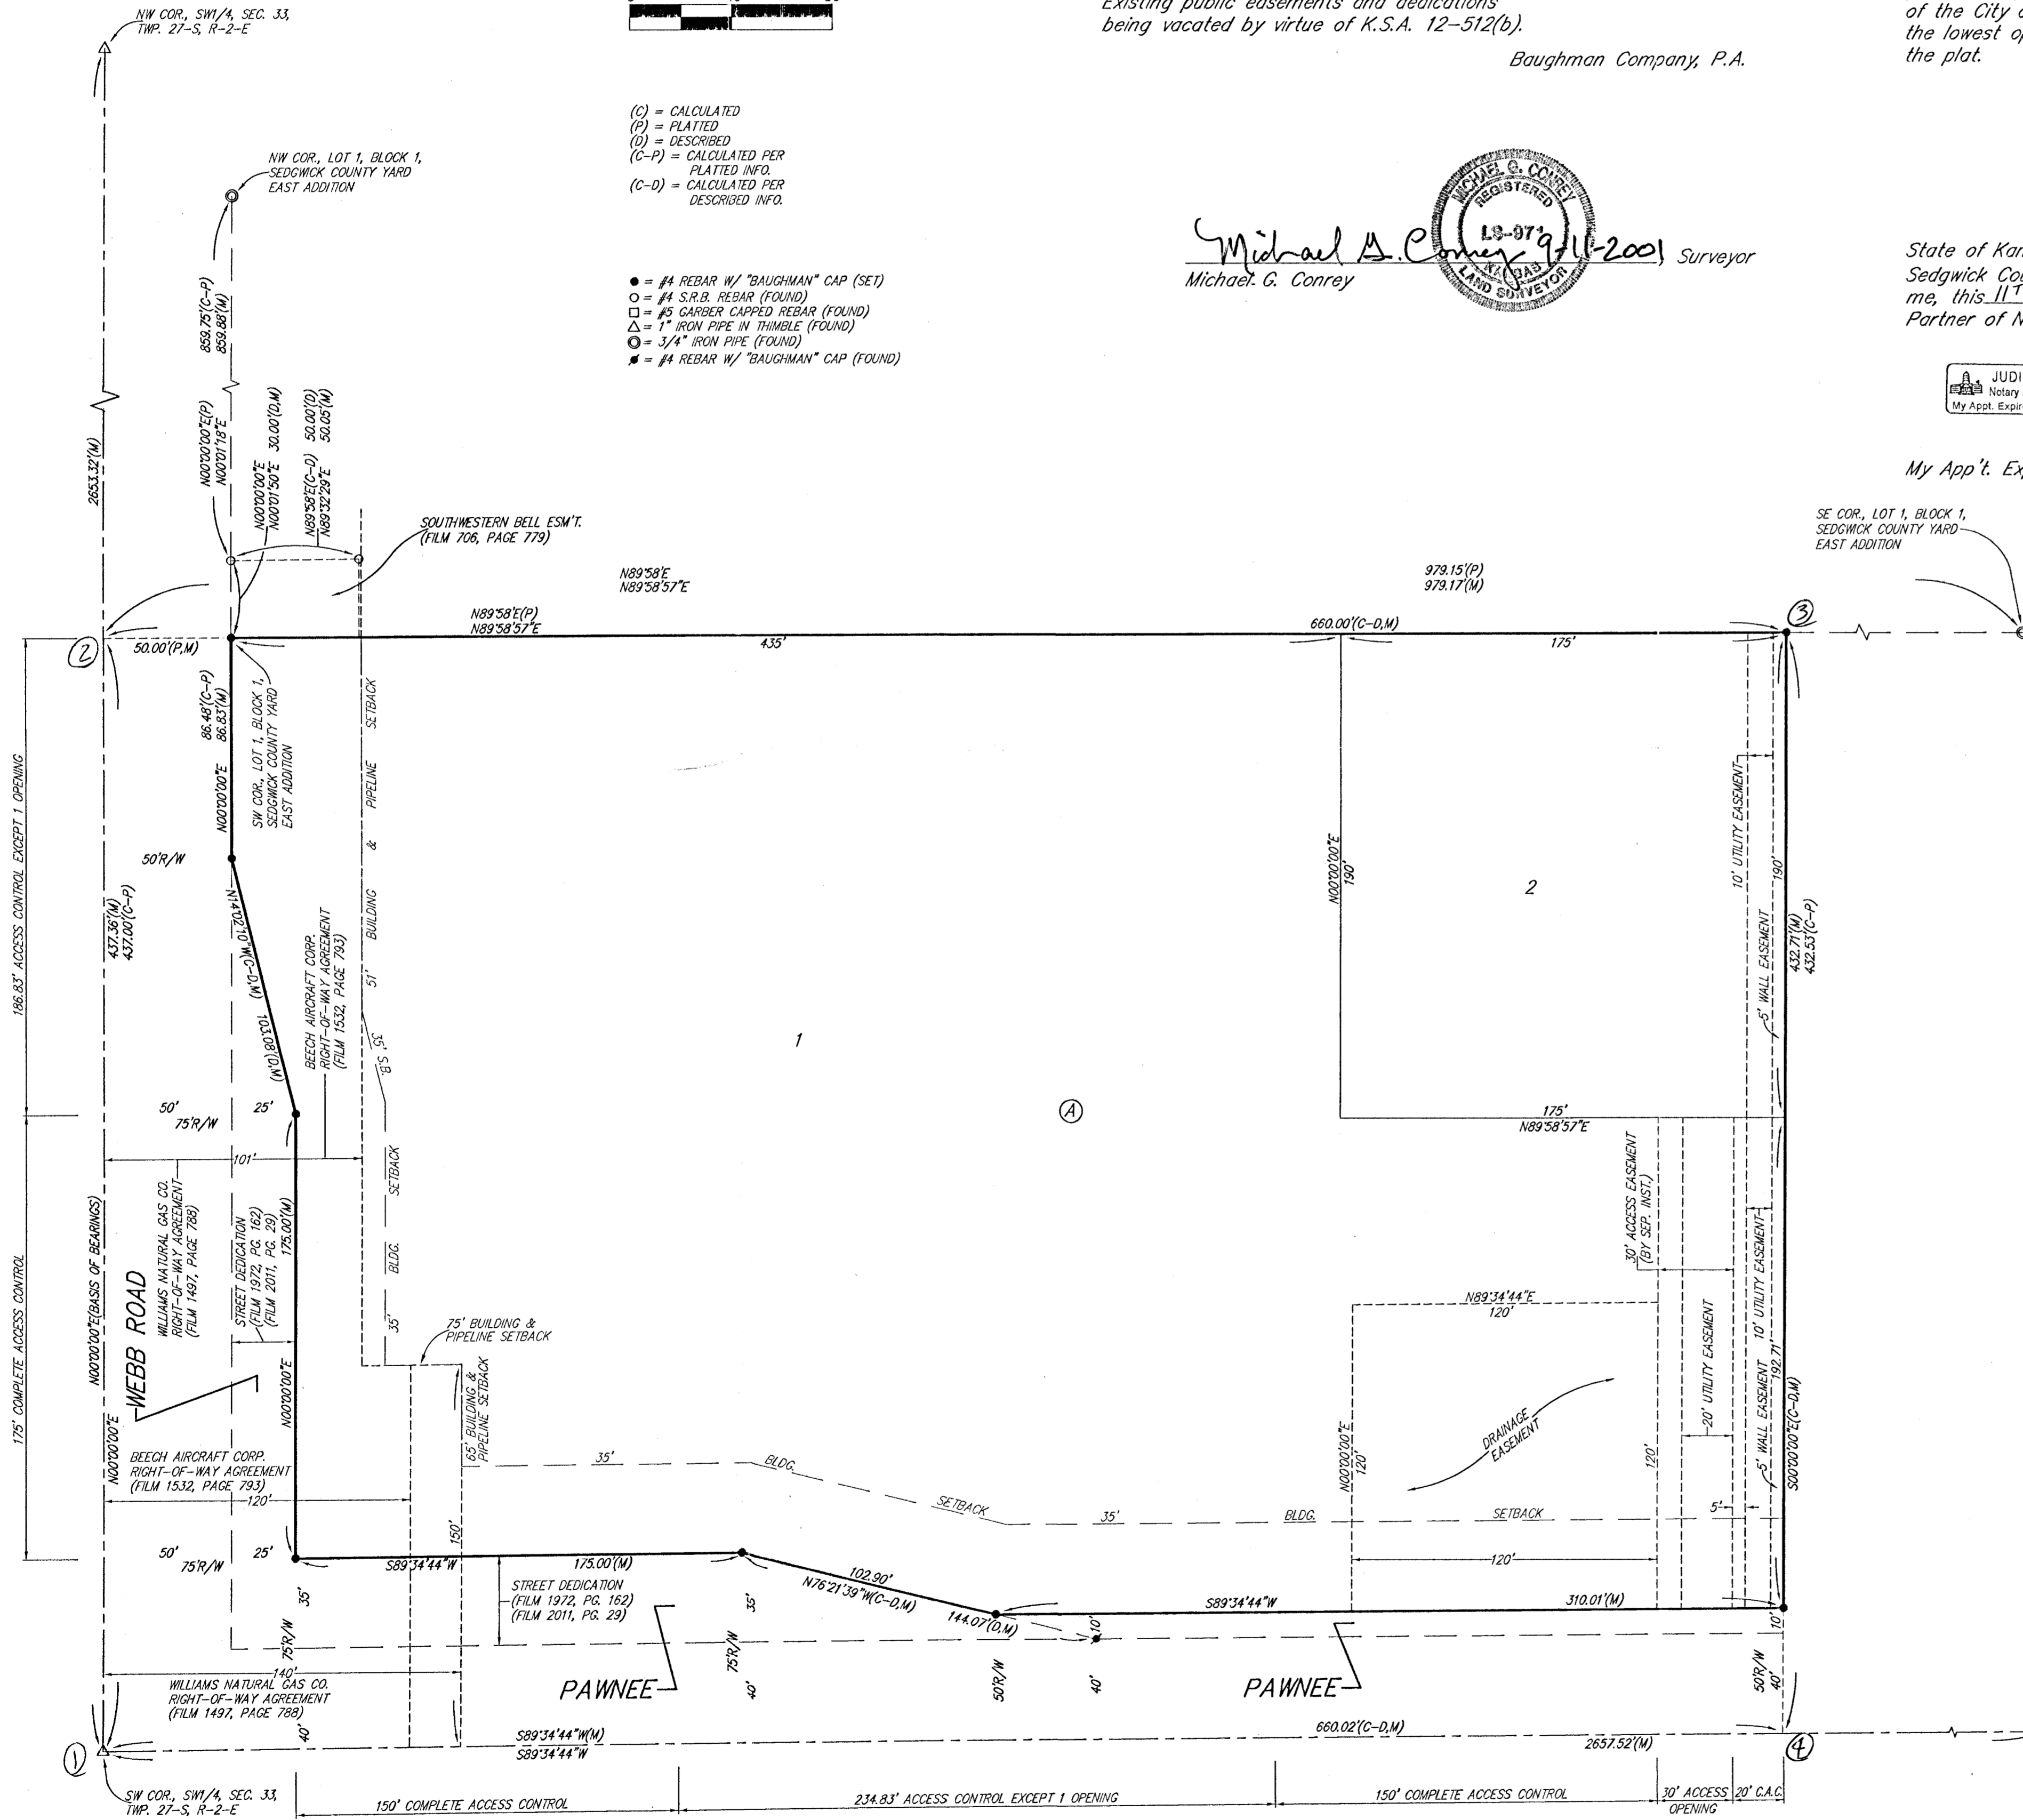 NW COR., SW1/4, SEC. 33,
TWP. 27-S, R-2-E
Existing public easements and dedications
being vacated by virtue of K.S.A. 12-512(b).
Baughman Company, P.A.
of the City
the plat.
(C) = CALCULATED
(P) = PLATTED
(D) = DESCRIBED
(C-P) = CALCULATED PER
PLATTED INFO.
(C-D) = CALCULATED PER
DESCRIBED INFO.
NW COR., LOT 1, BLOCK 1,
SEDGWICK COUNTY YARD
EAST ADDITION
● = #4 REBAR W/ "BAUGHMAN" CAP (SET)
○ = #4 S.R.B. REBAR (FOUND)
□ = #5 GARBER CAPPED REBAR (FOUND)
△ = 1" IRON PIPE IN THIMBLE (FOUND)
◎ = 3/4" IRON PIPE (FOUND)
= #4 REBAR W/ "BAUGHMAN" CAP (FOUND)
MICHAEL G. CONREY
REGISTERED
LS-971
KANSAS
LAND SURVEYOR
Michael G. Conrey 9-11-2001 Surveyor
Michael G. Conrey
State of
Sedgwick
me, this 11
Partner of
JUDI
Notary
My Appt.
My App't.
SE COR., LOT 1, BLOCK 1,
SEDGWICK COUNTY YARD
EAST ADDITION
2653.32'(M)
859.75'(C-P)
859.88'(M)
N00°00'00"E(P)
N00°01'18"E
N00°00'00"E
N00°01'50"E 30.00'(D,M)
N89°58'E(C-D) 50.00'(D)
N89°32'29"E 50.05'(M)
SOUTHWESTERN BELL ESM'T.
(FILM 706, PAGE 779)
N89°58'E
N89°58'57"E
979.15'(P)
979.17'(M)
N89°58'E(P)
N89°58'57"E
435'
660.00'(C-D,M)
175'
3
2
50.00'(P,M)
86.48'(C-P)
86.83'(M)
N00°00'00"E
SW COR., LOT 1, BLOCK 1,
SEDGWICK COUNTY YARD
EAST ADDITION
51' BUILDING & PIPELINE SETBACK
186.83' ACCESS CONTROL EXCEPT 1 OPENING
50'R/W
437.36'(M)
437.00'(C-P)
N14°02'10"W(C-D,M) 103.08'(D,M)
BEECH AIRCRAFT CORP.
RIGHT-OF-WAY AGREEMENT
(FILM 1532, PAGE 793)
35' S.B.
1
A
N00°00'00"E
190'
2
10' UTILITY EASEMENT
5' WALL EASEMENT
190'
432.71'(M)
432.53'(C-P)
175'
N89°58'57"E
50'
25'
75'R/W
101'
35' BLDG. SETBACK
175' COMPLETE ACCESS CONTROL
N00°00'00"E(BASIS OF BEARINGS)
WEBB ROAD
WILLIAMS NATURAL GAS CO.
RIGHT-OF-WAY AGREEMENT
(FILM 1497, PAGE 788)
STREET DEDICATION
(FILM 1972, PG. 162)
(FILM 2011, PG. 29)
175.00'(M)
N00°00'00"E
30' ACCESS EASEMENT
(BY SEP. INST.)
20' UTILITY EASEMENT
10' UTILITY EASEMENT
5' WALL EASEMENT
192.71'
S00°00'00"E(C-D,M)
N89°34'44"E
120'
N00°00'00"E
120'
DRAINAGE
EASEMENT
120'
75' BUILDING &
PIPELINE SETBACK
65' BUILDING &
PIPELINE SETBACK
N00°00'00"E
BEECH AIRCRAFT CORP.
RIGHT-OF-WAY AGREEMENT
(FILM 1532, PAGE 793)
120'
150'
35' BLDG. SETBACK
35' BLDG. SETBACK
5'
120'
50'
25'
75'R/W
S89°34'44"W
175.00'(M)
102.90'
N76°21'39"W(C-D,M)
144.07'(D,M)
S89°34'44"W
310.01'(M)
STREET DEDICATION
(FILM 1972, PG. 162)
(FILM 2011, PG. 29)
35'
75'R/W
40'
35'
75'R/W
40'
50'R/W
10'
40'
10'
50'R/W
40'
PAWNEE
PAWNEE
140'
WILLIAMS NATURAL GAS CO.
RIGHT-OF-WAY AGREEMENT
(FILM 1497, PAGE 788)
1
S89°34'44"W(M)
S89°34'44"W
660.02'(C-D,M)
2657.52'(M)
4
SW COR., SW1/4, SEC. 33,
TWP. 27-S, R-2-E
150' COMPLETE ACCESS CONTROL
234.83' ACCESS CONTROL EXCEPT 1 OPENING
150' COMPLETE ACCESS CONTROL
30' ACCESS
OPENING
20' C.A.C.